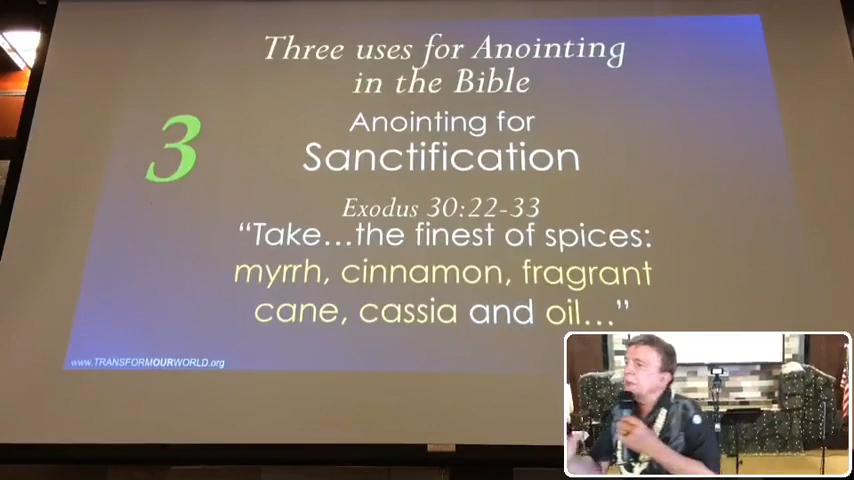 Three uses for Anointing
in the Bible
3
Anointing for
Sanctification
Exodus 30:22-33
“Take...the finest of spices:
myrrh, cinnamon, fragrant
cane, cassia and oil...”
www.TRANSFORMOURWORLD.org